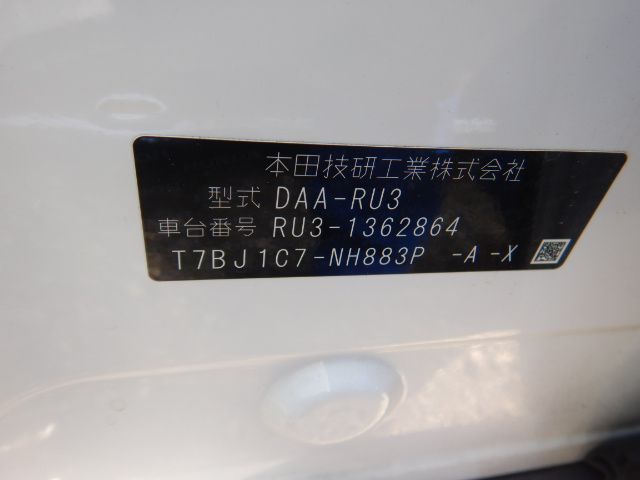 本田技研工業株式会社
型式 DAA-RU3
車台番号 RU3-1362864
T7BJ1C7-NH883P -A -X